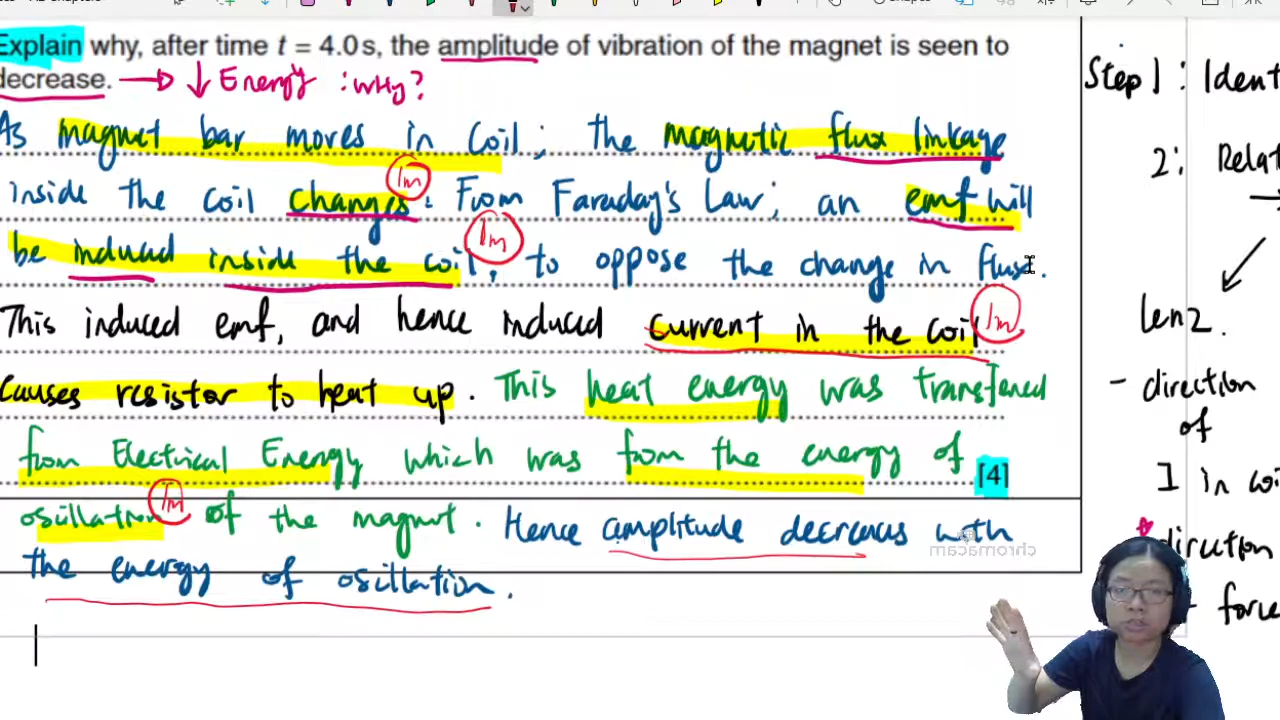 Explain why, after time t = 4.0 s, the amplitude of vibration of the magnet is seen to
decrease. → ↓ Energy : why?
As magnet bar moves in coil; the magnetic flux linkage
inside the coil changes. From Faraday's Law; an emf will
1m
be induced inside the coil, to oppose the change in flux.
1m
This induced emf, and hence induced current in the coil
1m
causes resistor to heat up. This heat energy was transferred
from Electrical Energy which was from the energy of
[4]
osillation of the magnet. Hence amplitude decreases with
1m
the energy of osillation.
chromacam
Step 1: Ident
2: Relat
→
len2.
- direction
of
I in coi
direction
force